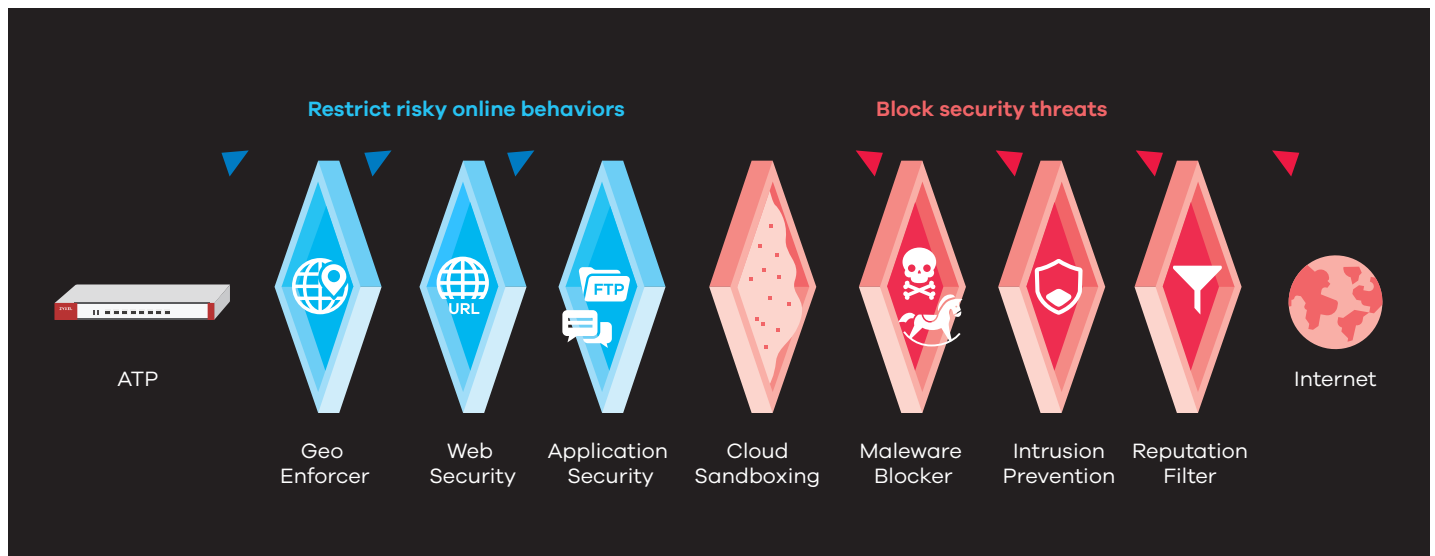 Restrict risky online behaviors
Block security threats
FTP
URL
ZYXEL
ATP
Internet
Geo
Enforcer
Web
Security
Application
Security
Cloud
Sandboxing
Maleware
Blocker
Intrusion
Prevention
Reputation
Filter